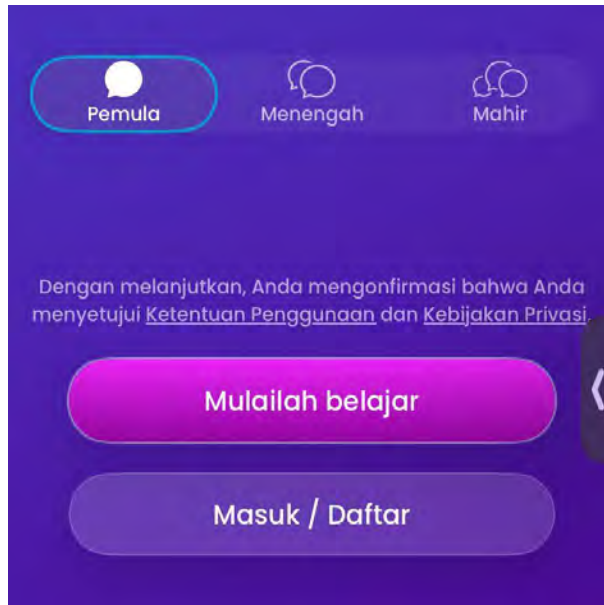 Pemula Menengah Mahir
Dengan melanjutkan, Anda mengonfirmasi bahwa Anda
menyetujui Ketentuan Penggunaan dan Kebijakan Privasi.
Mulailah belajar
Masuk / Daftar